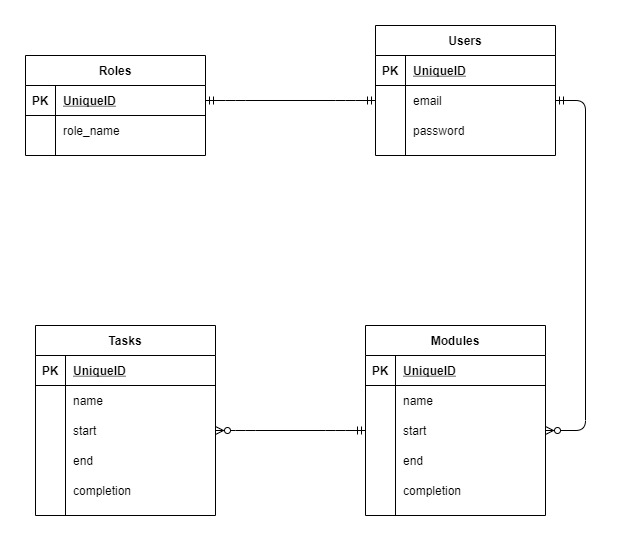 Roles
PK UniqueID
role_name
Users
PK UniqueID
email
password
Tasks
PK UniqueID
name
start
end
completion
Modules
PK UniqueID
name
start
end
completion